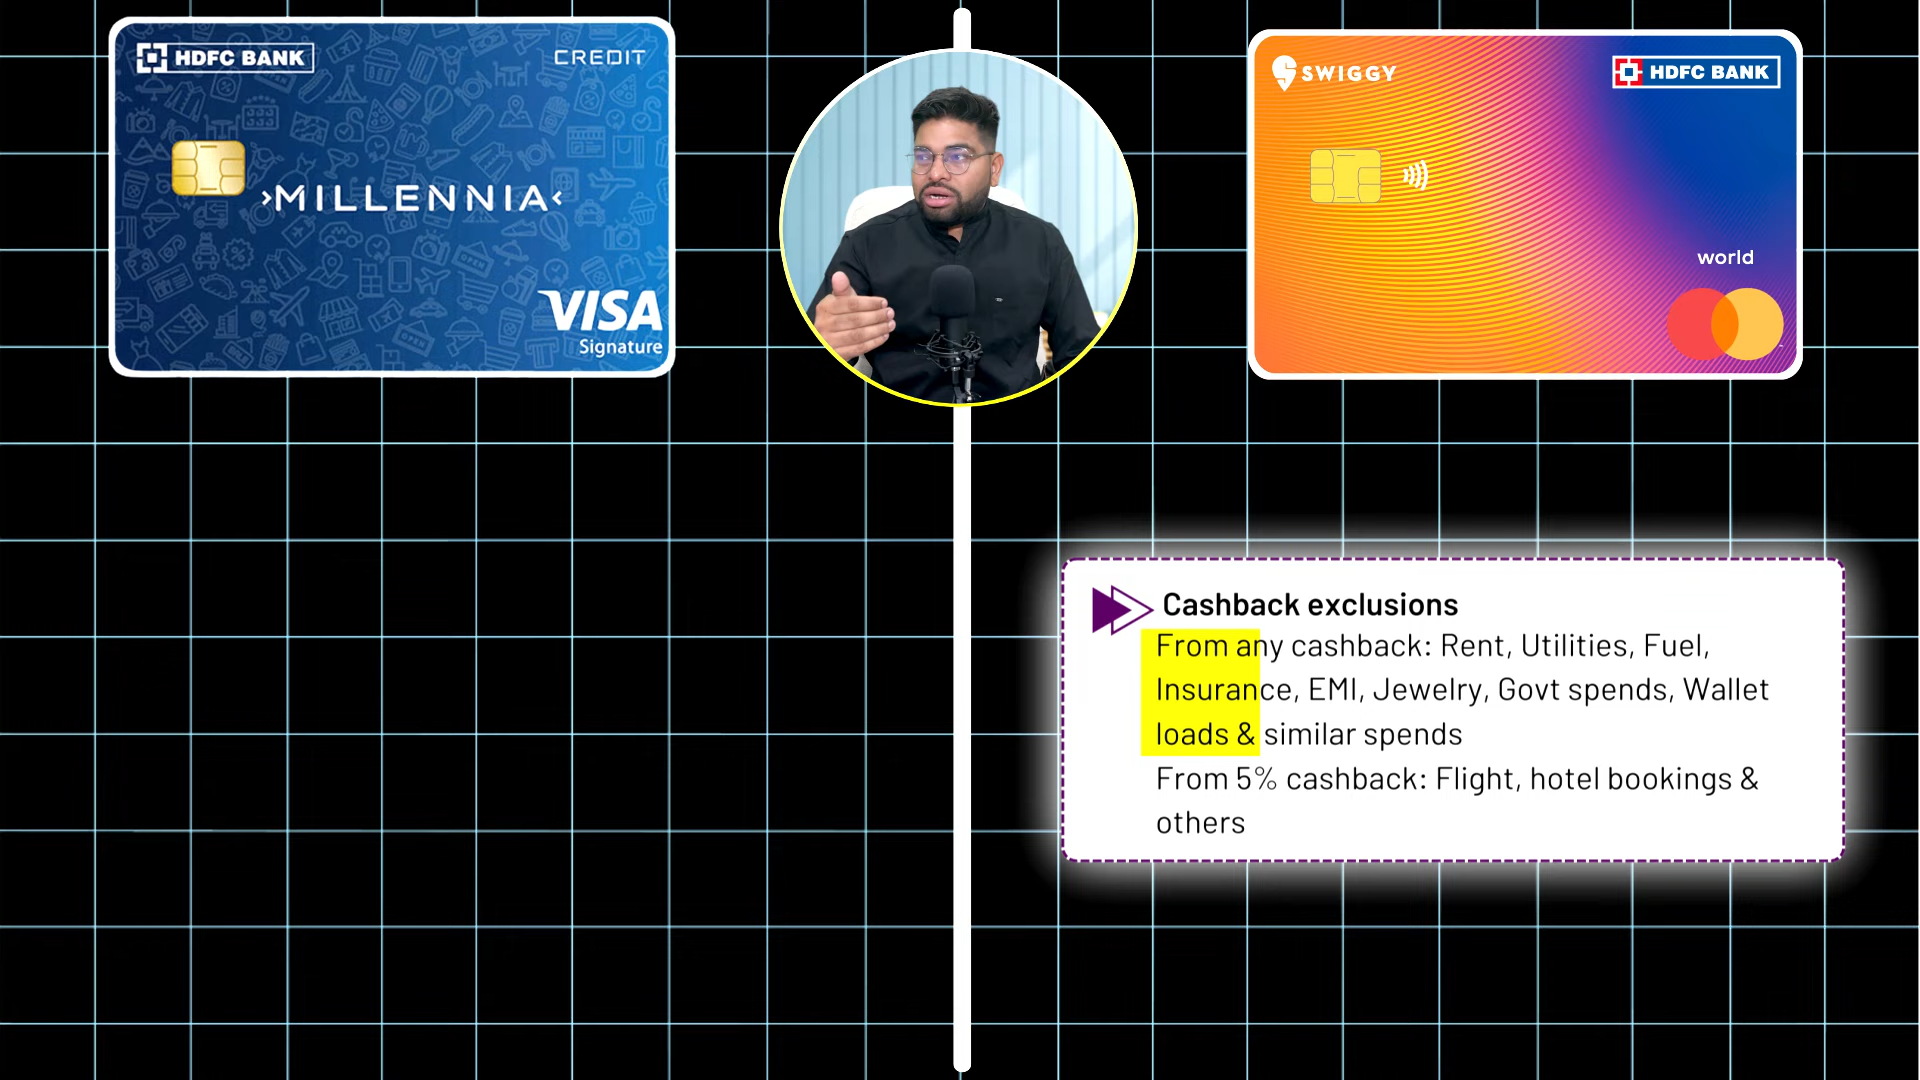 HDFC BANK
CREDIT
MILLENNIA
VISA
Signature
SWIGGY
HDFC BANK
world
Cashback exclusions
From any cashback: Rent, Utilities, Fuel,
Insurance, EMI, Jewelry, Govt spends, Wallet
loads & similar spends
From 5% cashback: Flight, hotel bookings &
others